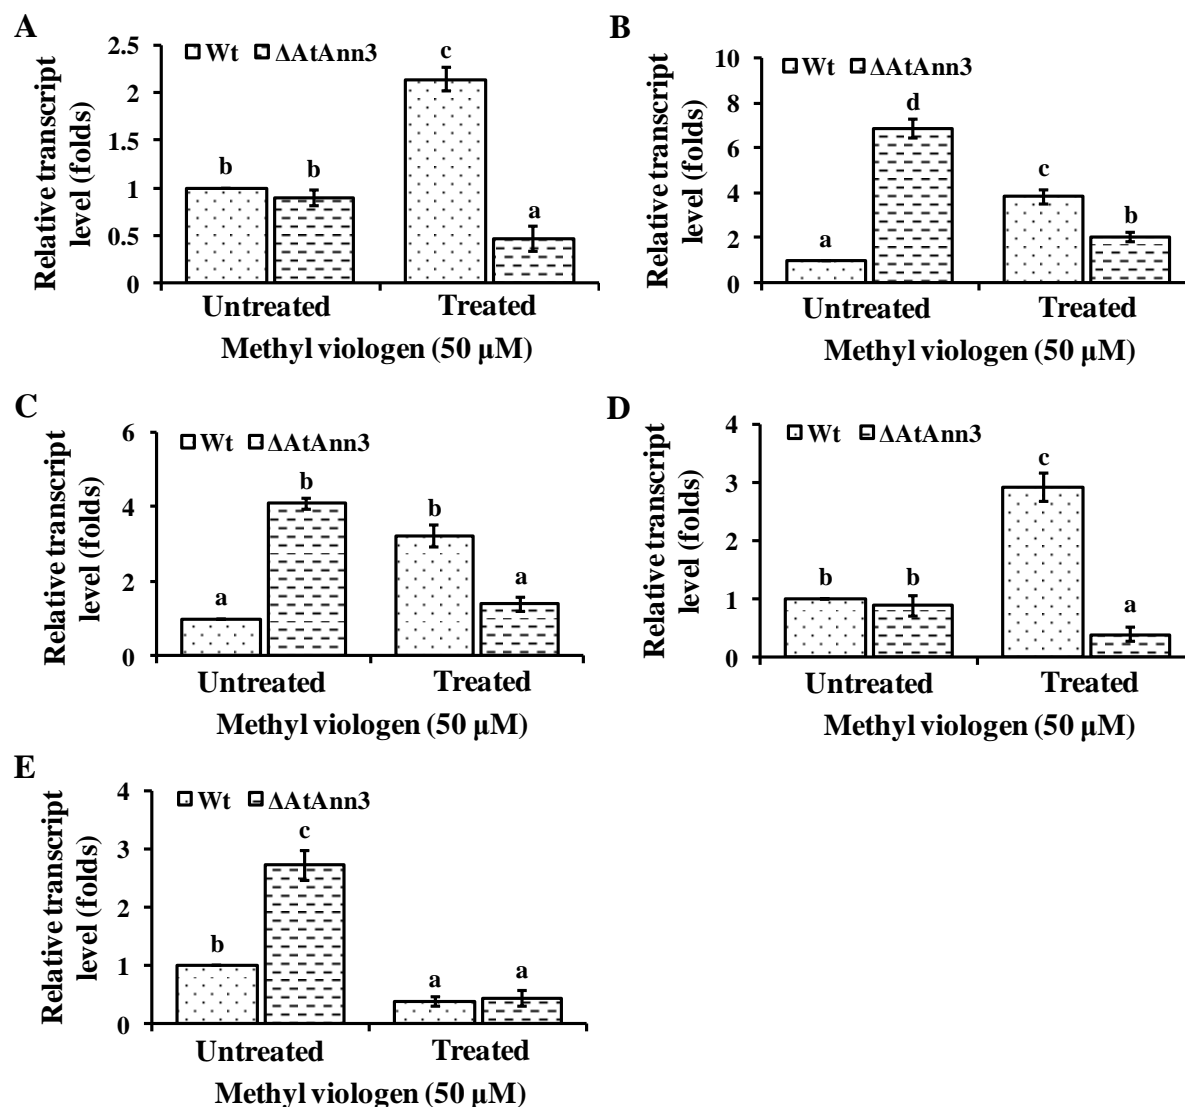 A
Wt ΔAtAnn3
Relative transcript
level (folds)
2.5
2
1.5
1
0.5
0
b
b
c
a
Untreated Treated
Methyl viologen (50 μM)
B
Wt ΔAtAnn3
Relative transcript
level (folds)
10
8
6
4
2
0
a
d
c
b
Untreated Treated
Methyl viologen (50 μM)
C
Wt ΔAtAnn3
Relative transcript
level (folds)
6
4
2
0
a
b
b
a
Untreated Treated
Methyl viologen (50 μM)
D
Wt ΔAtAnn3
Relative transcript
level (folds)
4
3
2
1
0
b
b
c
a
Untreated Treated
Methyl viologen (50 μM)
E
Wt ΔAtAnn3
Relative transcript
level (folds)
4
3
2
1
0
b
c
a
a
Untreated Treated
Methyl viologen (50 μM)